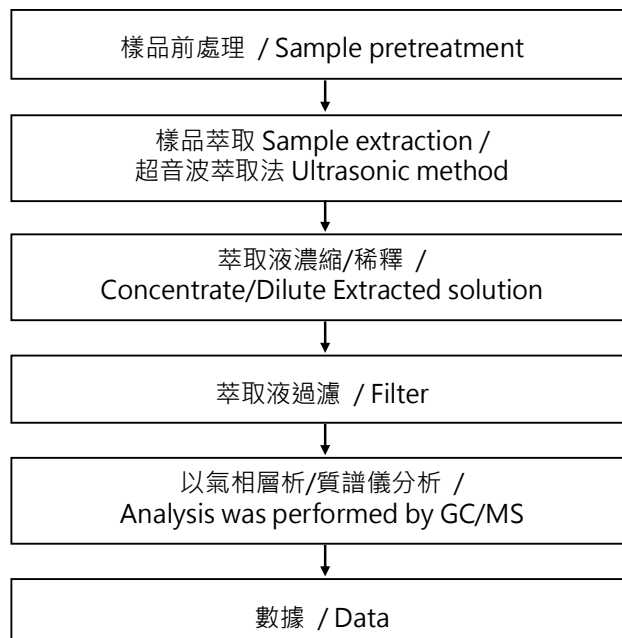 樣品前處理 / Sample pretreatment
樣品萃取 Sample extraction /
超音波萃取法 Ultrasonic method
萃取液濃縮/稀釋 /
Concentrate/Dilute Extracted solution
萃取液過濾 / Filter
以氣相層析/質譜儀分析 /
Analysis was performed by GC/MS
數據 / Data